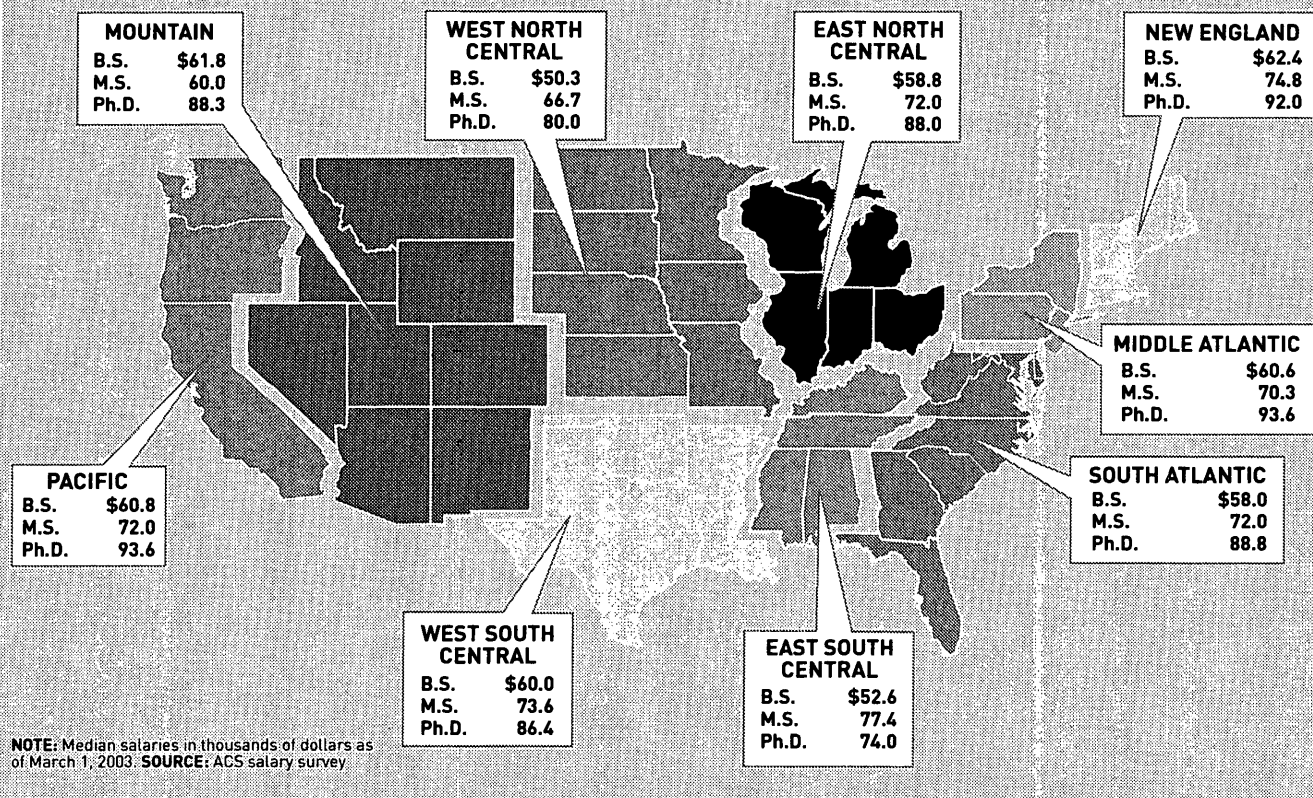 MOUNTAIN
B.S. $61.8
M.S. 60.0
Ph.D. 88.3
WEST NORTH
CENTRAL
B.S. $50.3
M.S. 66.7
Ph.D. 80.0
EAST NORTH
CENTRAL
B.S. $58.8
M.S. 72.0
Ph.D. 88.0
NEW ENGLAND
B.S. $62.4
M.S. 74.8
Ph.D. 92.0
MIDDLE ATLANTIC
B.S. $60.6
M.S. 70.3
Ph.D. 93.6
PACIFIC
B.S. $60.8
M.S. 72.0
Ph.D. 93.6
SOUTH ATLANTIC
B.S. $58.0
M.S. 72.0
Ph.D. 88.8
WEST SOUTH
CENTRAL
B.S. $60.0
M.S. 73.6
Ph.D. 86.4
EAST SOUTH
CENTRAL
B.S. $52.6
M.S. 77.4
Ph.D. 74.0
NOTE: Median salaries in thousands of dollars as
of March 1, 2003. SOURCE: ACS salary survey